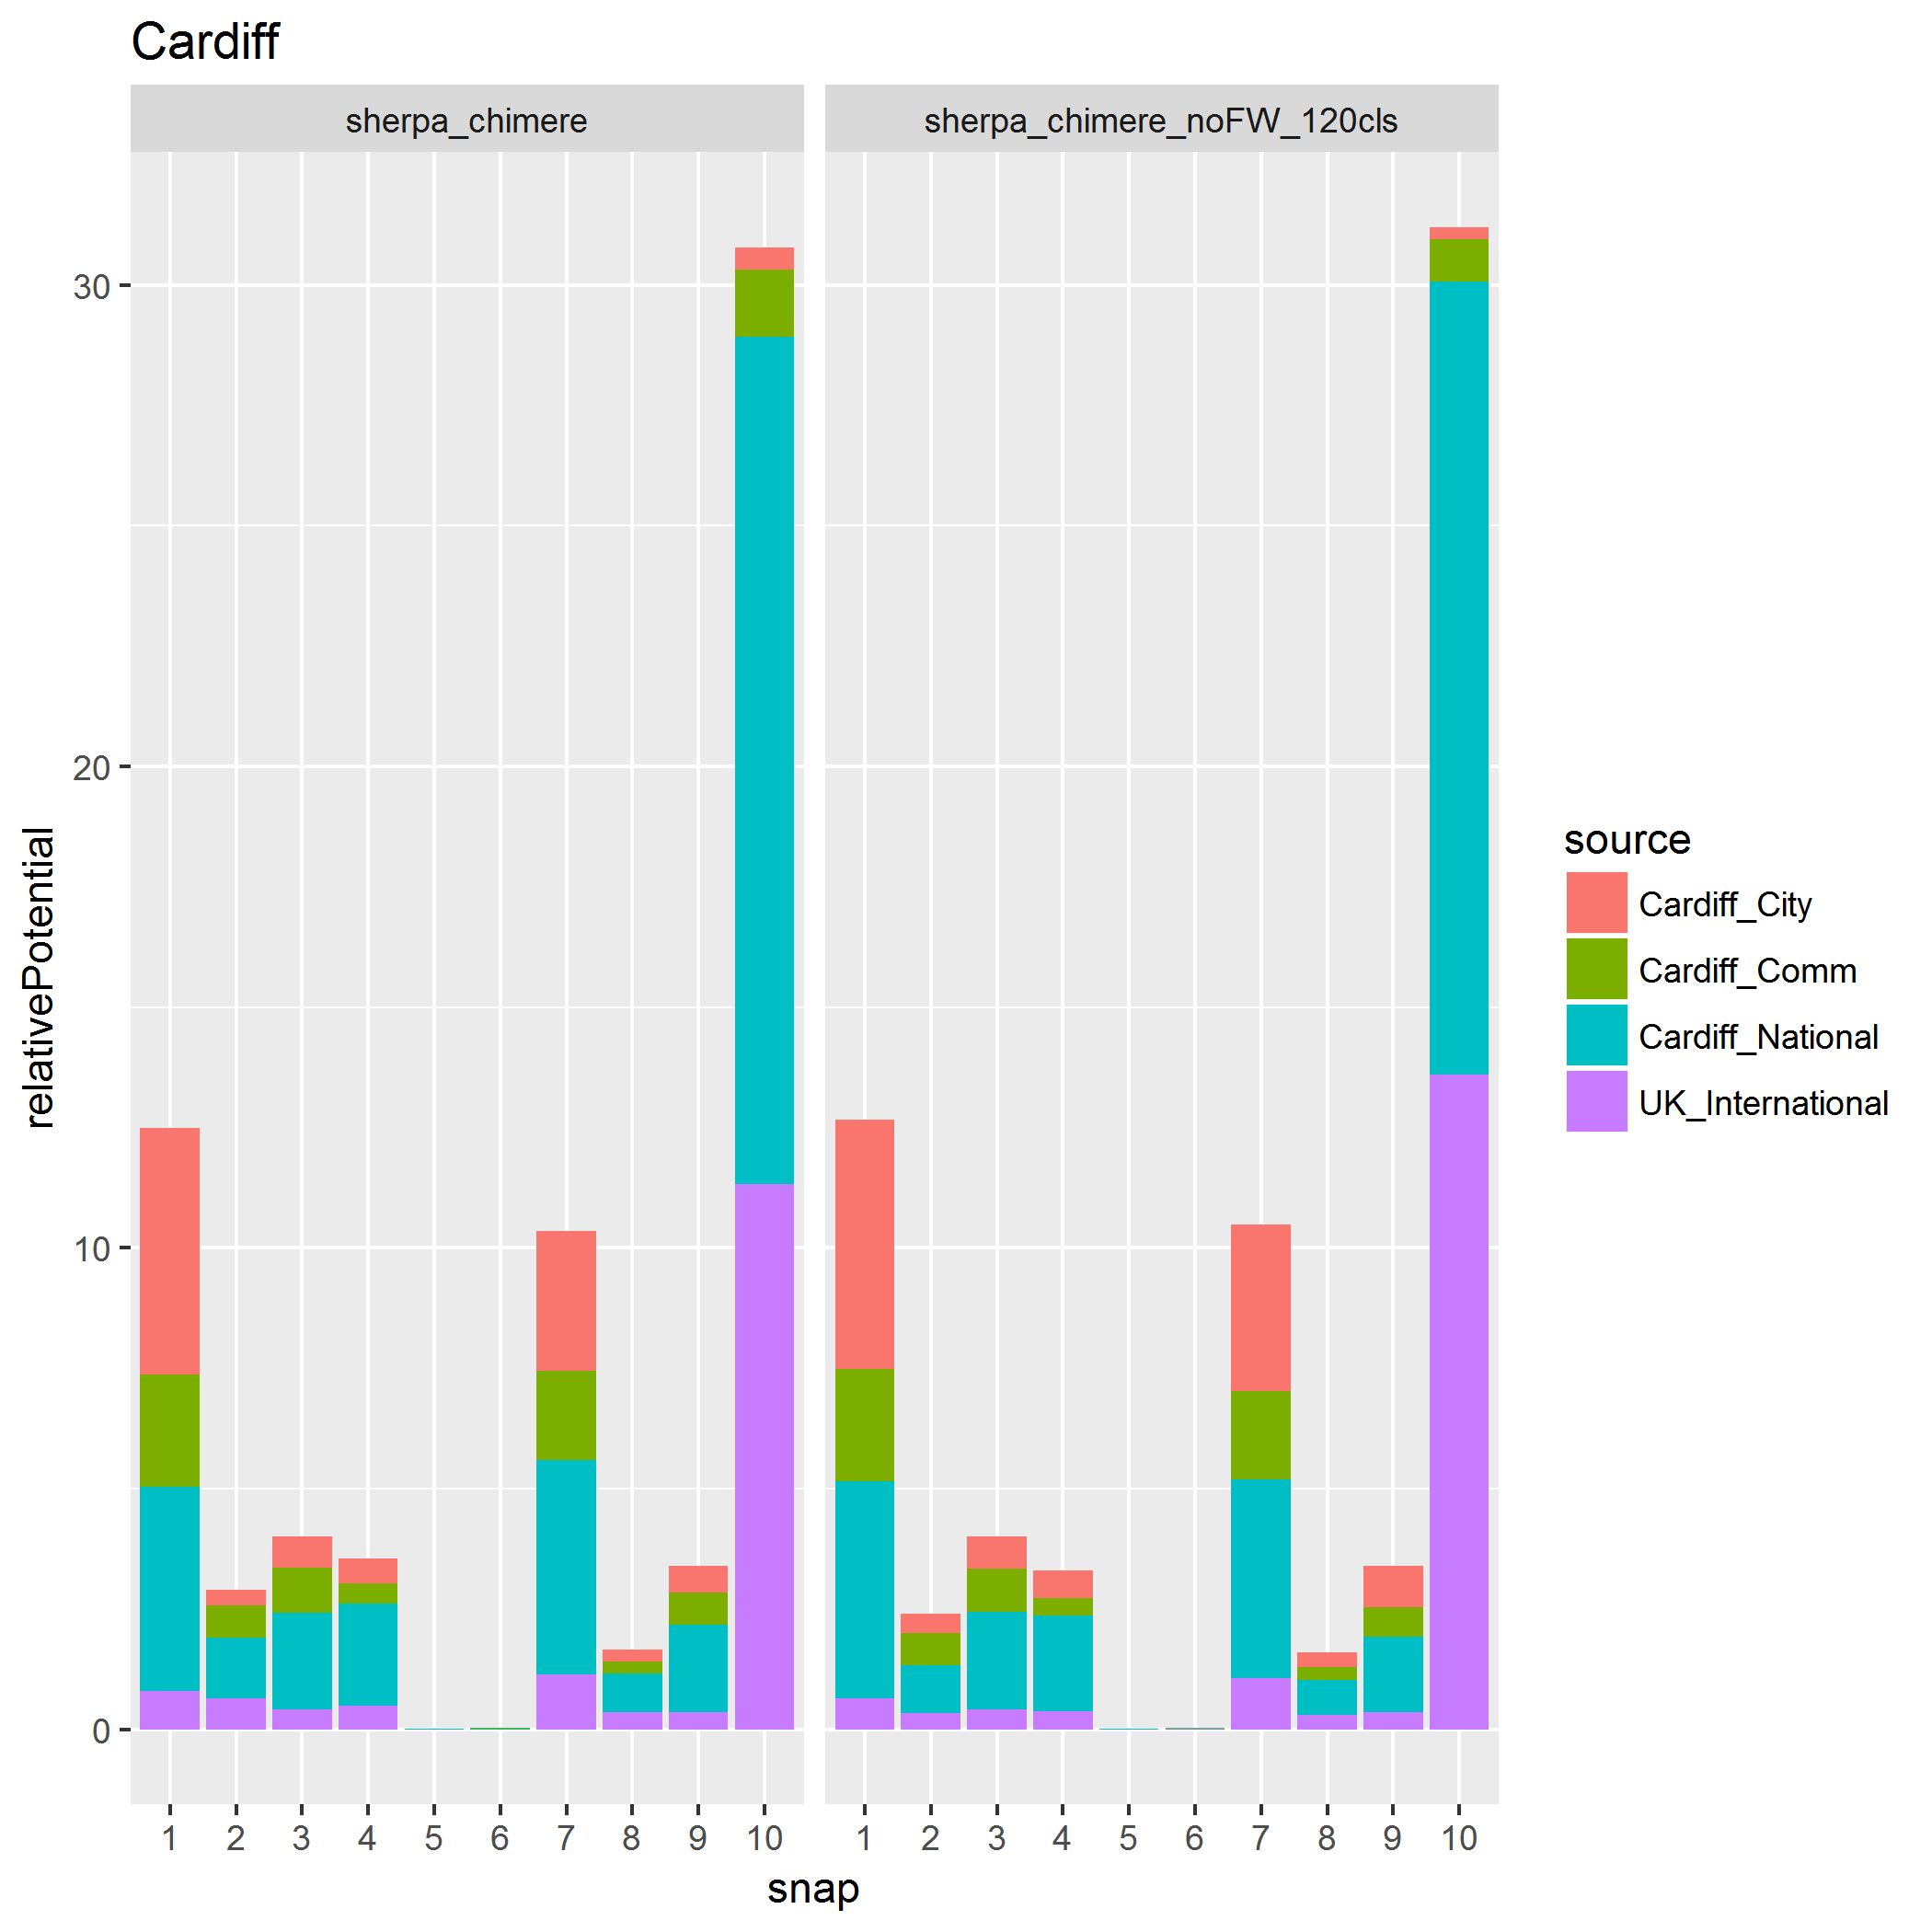 Cardiff
sherpa_chimere
sherpa_chimere_noFW_120cls
30
20
10
0
relativePotential
1 2 3 4 5 6 7 8 9 10
1 2 3 4 5 6 7 8 9 10
snap
source
Cardiff_City
Cardiff_Comm
Cardiff_National
UK_International